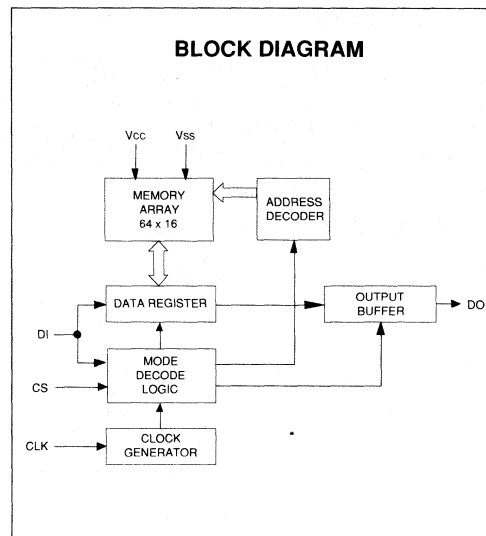 BLOCK DIAGRAM
Vcc Vss
MEMORY
ARRAY
64 x 16
ADDRESS
DECODER
DATA REGISTER
OUTPUT
BUFFER
DO
DI
MODE
DECODE
LOGIC
CS
CLK
CLOCK
GENERATOR